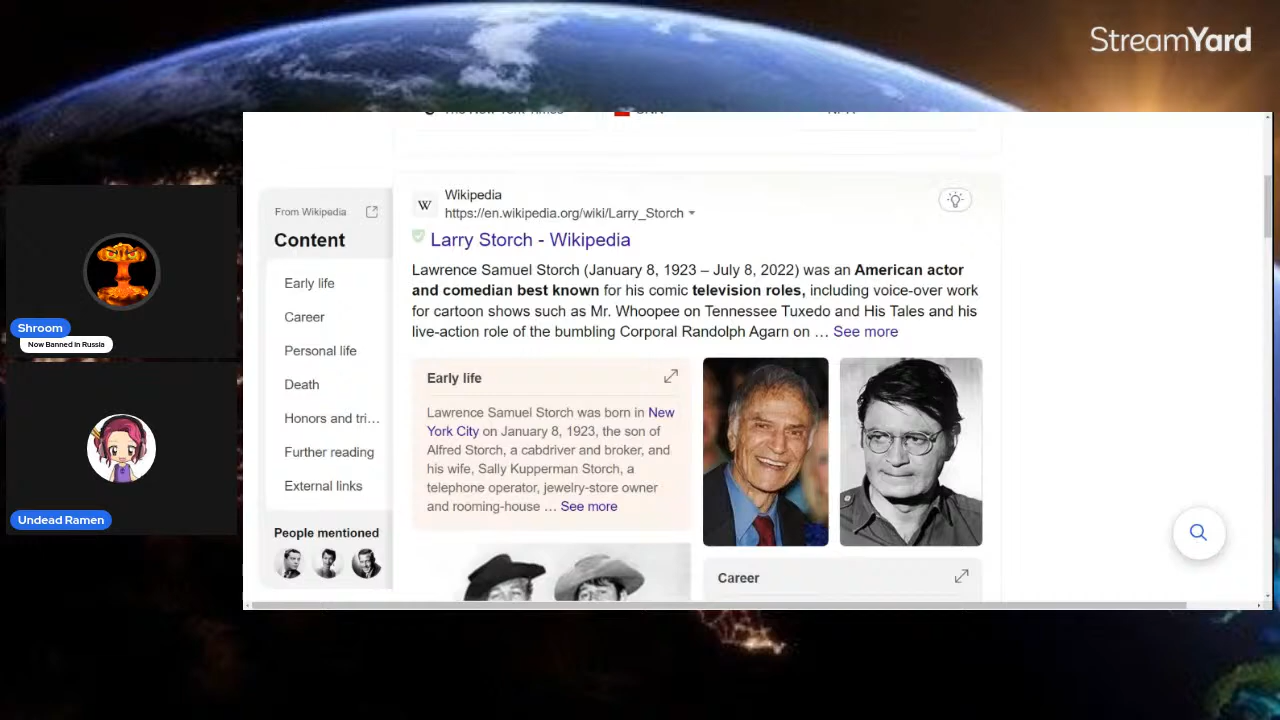 StreamYard
From Wikipedia
Content
Early life
Career
Personal life
Death
Honors and tri...
Further reading
External links
People mentioned
W
Wikipedia
https://en.wikipedia.org/wiki/Larry_Storch
Larry Storch - Wikipedia
Lawrence Samuel Storch (January 8, 1923 – July 8, 2022) was an American actor
and comedian best known for his comic television roles, including voice-over work
for cartoon shows such as Mr. Whoopee on Tennessee Tuxedo and His Tales and his
live-action role of the bumbling Corporal Randolph Agarn on … See more
Early life
Lawrence Samuel Storch was born in New
York City on January 8, 1923, the son of
Alfred Storch, a cabdriver and broker, and
his wife, Sally Kupperman Storch, a
telephone operator, jewelry-store owner
and rooming-house … See more
Career
Shroom
Now Banned in Russia
Undead Ramen